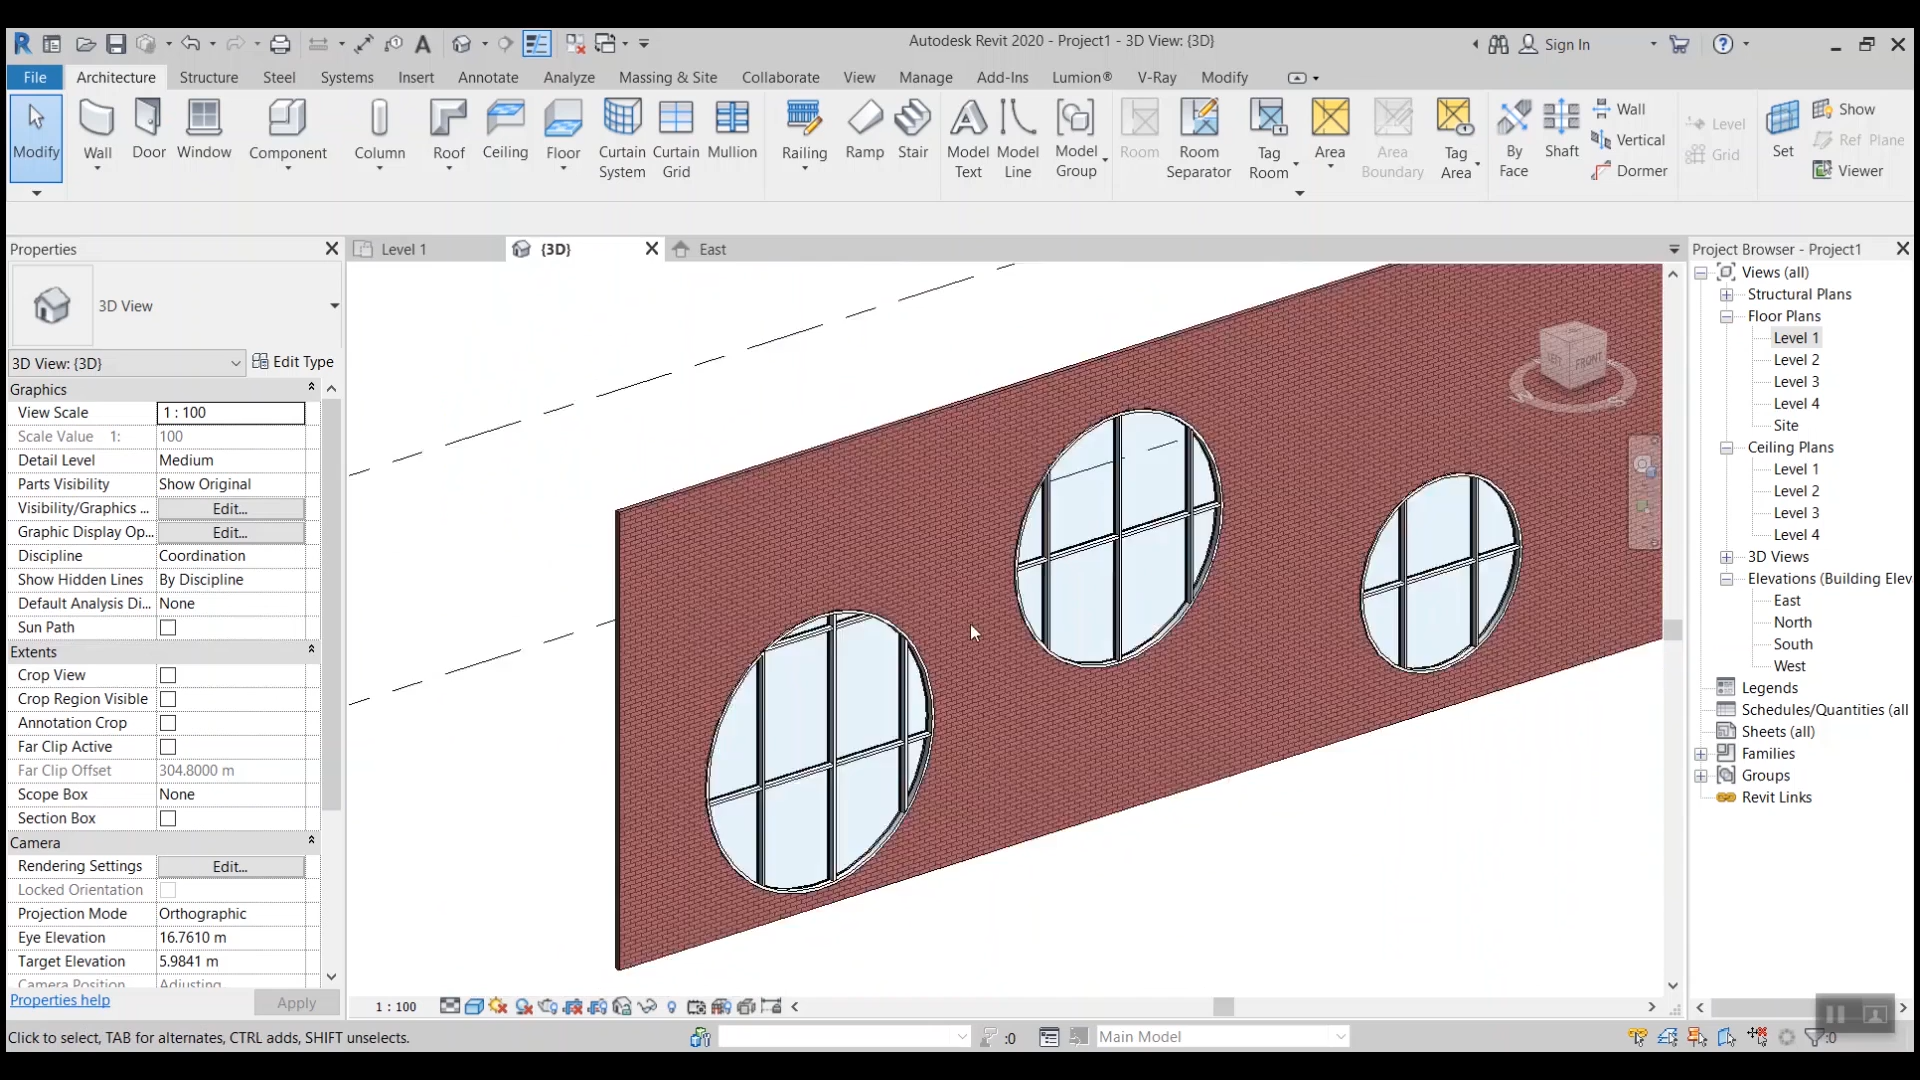 Autodesk Revit 2020 - Project1 - 3D View: {3D}
Sign In
File Architecture Structure Steel Systems Insert Annotate Analyze Massing & Site Collaborate View Manage Add-Ins Lumion® V-Ray Modify
Modify
Wall
Door
Window
Component
Column
Roof
Ceiling
Floor
Curtain System
Curtain Grid
Mullion
Railing
Ramp
Stair
Model Text
Model Line
Model Group
Room
Room Separator
Tag Room
Area
Area Boundary
Tag Area
By Face
Shaft
Wall
Vertical
Dormer
Level
Grid
Set
Show
Ref Plane
Viewer
Properties
Level 1
{3D}
East
Project Browser - Project1
3D View
3D View: {3D}
Edit Type
Graphics
View Scale 1 : 100
Scale Value 1: 100
Detail Level Medium
Parts Visibility Show Original
Visibility/Graphics ... Edit...
Graphic Display Op... Edit...
Discipline Coordination
Show Hidden Lines By Discipline
Default Analysis Di... None
Sun Path
Extents
Crop View
Crop Region Visible
Annotation Crop
Far Clip Active
Far Clip Offset 304.8000 m
Scope Box None
Section Box
Camera
Rendering Settings Edit...
Locked Orientation
Projection Mode Orthographic
Eye Elevation 16.7610 m
Target Elevation 5.9841 m
Camera Position Adjusting
Properties help
Apply
LEFT FRONT
Views (all)
Structural Plans
Floor Plans
Level 1
Level 2
Level 3
Level 4
Site
Ceiling Plans
Level 1
Level 2
Level 3
Level 4
3D Views
Elevations (Building Elev
East
North
South
West
Legends
Schedules/Quantities (all
Sheets (all)
Families
Groups
Revit Links
1 : 100
Click to select, TAB for alternates, CTRL adds, SHIFT unselects.
:0
Main Model
:0